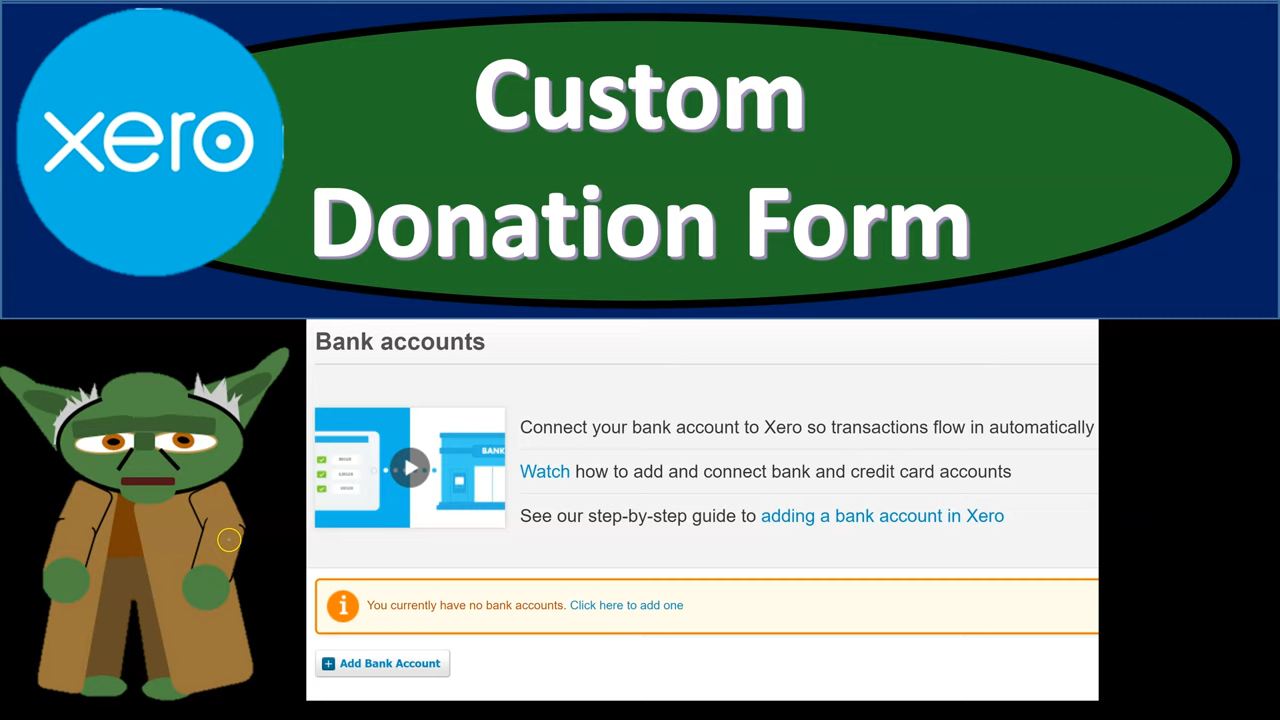 xero
Custom
Donation Form
Bank accounts
BANK
Connect your bank account to Xero so transactions flow in automatically
Watch how to add and connect bank and credit card accounts
See our step-by-step guide to adding a bank account in Xero
You currently have no bank accounts. Click here to add one
Add Bank Account